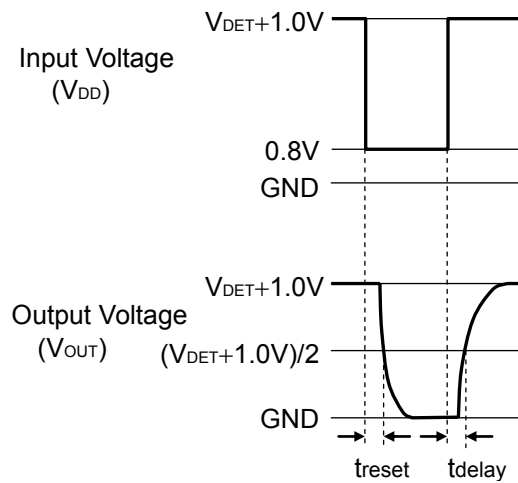 VDET+1.0V
Input Voltage
(VDD)
0.8V
GND
VDET+1.0V
Output Voltage
(VOUT)
(VDET+1.0V)/2
GND
treset
tdelay